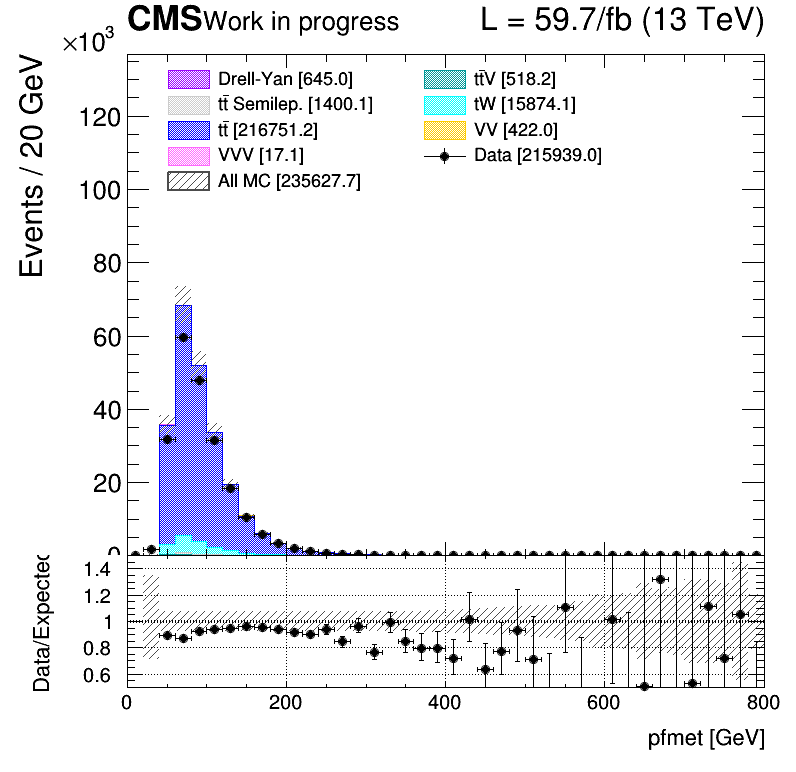 CMS Work in progress L = 59.7/fb (13 TeV)
×10³
Events / 20 GeV
Drell-Yan [645.0]
tt̄ Semilep. [1400.1]
tt̄ [216751.2]
VVV [17.1]
All MC [235627.7]
tt̄V [518.2]
tW [15874.1]
VV [422.0]
Data [215939.0]
120
100
80
60
40
20
0
Data/Expected
1.4
1.2
1
0.8
0.6
0 200 400 600 800
pfmet [GeV]